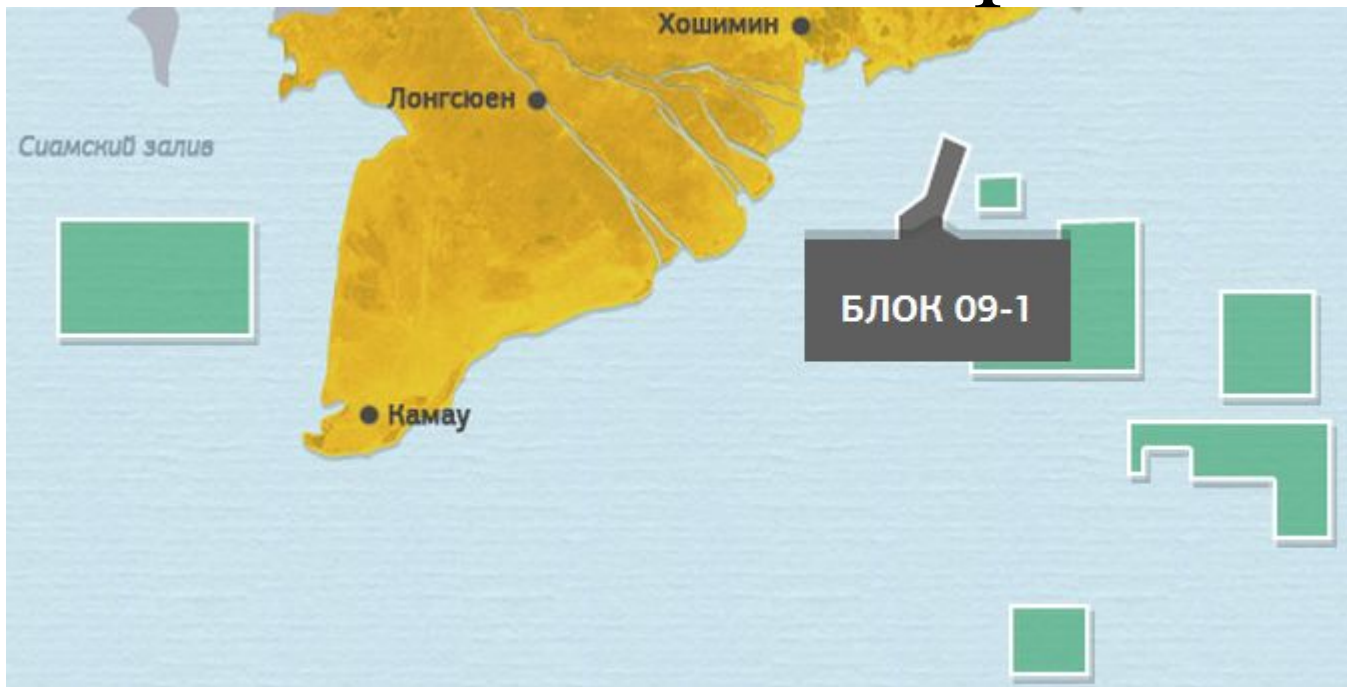 Хошимин
Лонгсюен
Сиамский залив
БЛОК 09-1
Камау